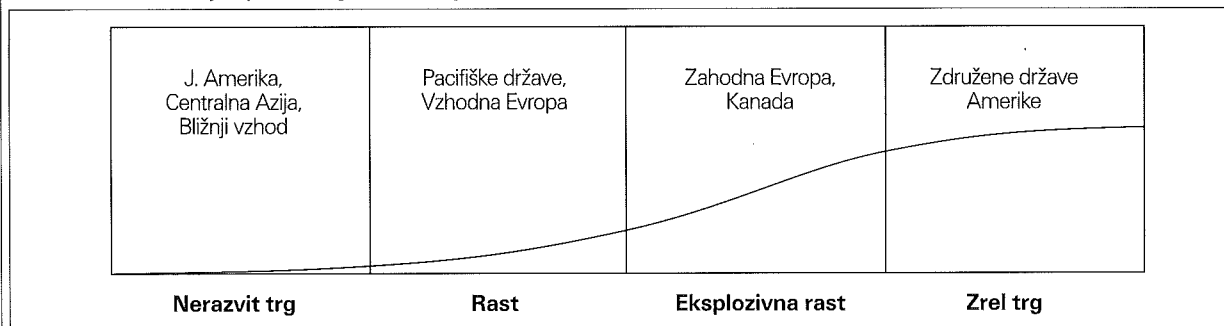 J. Amerika,
Centralna Azija,
Bližnji vzhod
Pacifiške države,
Vzhodna Evropa
Zahodna Evropa,
Kanada
Združene države
Amerike
Nerazvit trg
Rast
Eksplozivna rast
Zrel trg